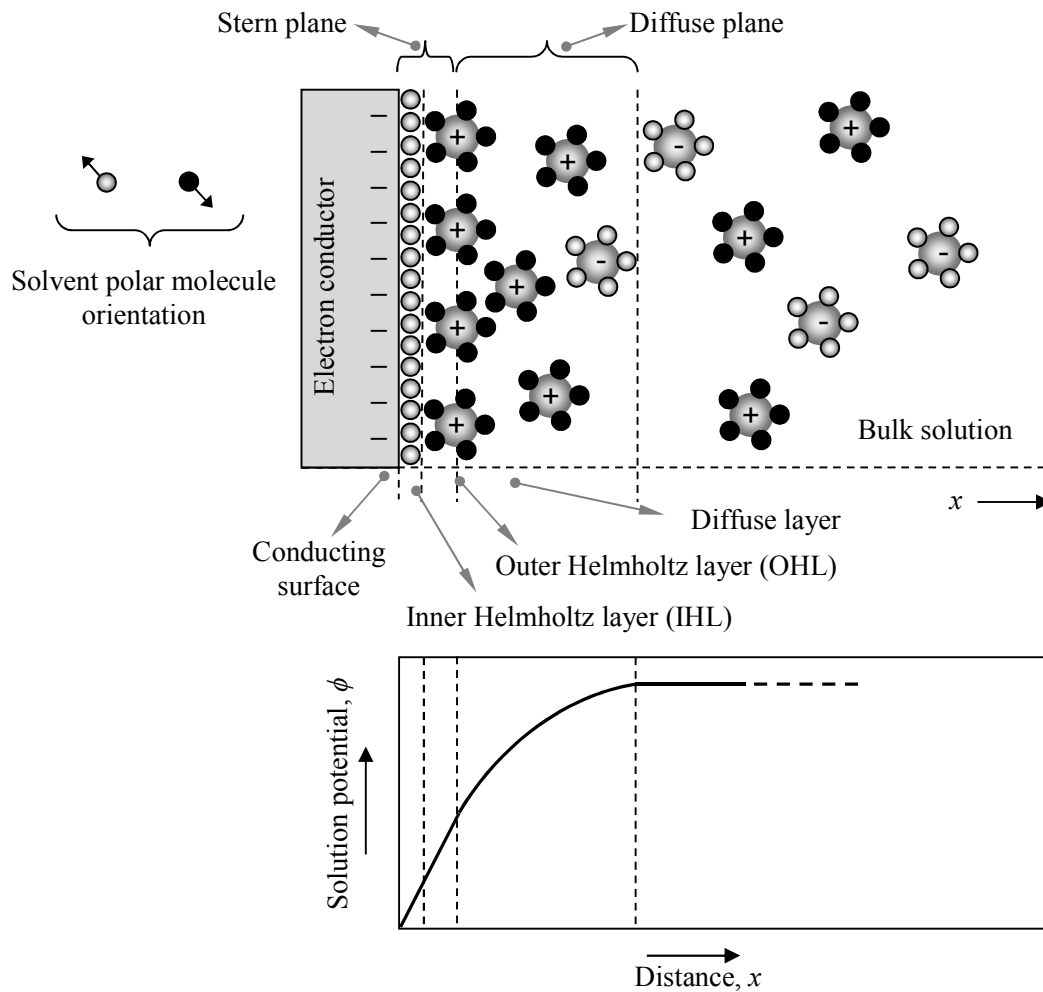 Stern plane
Diffuse plane
Electron conductor
−
−
−
−
−
−
−
−
−
−
+
+
+
+
+
-
+
+
-
+
-
-
+
+
Solvent polar molecule
orientation
Bulk solution
x
Diffuse layer
Conducting
surface
Outer Helmholtz layer (OHL)
Inner Helmholtz layer (IHL)
Solution potential, ϕ
Distance, x